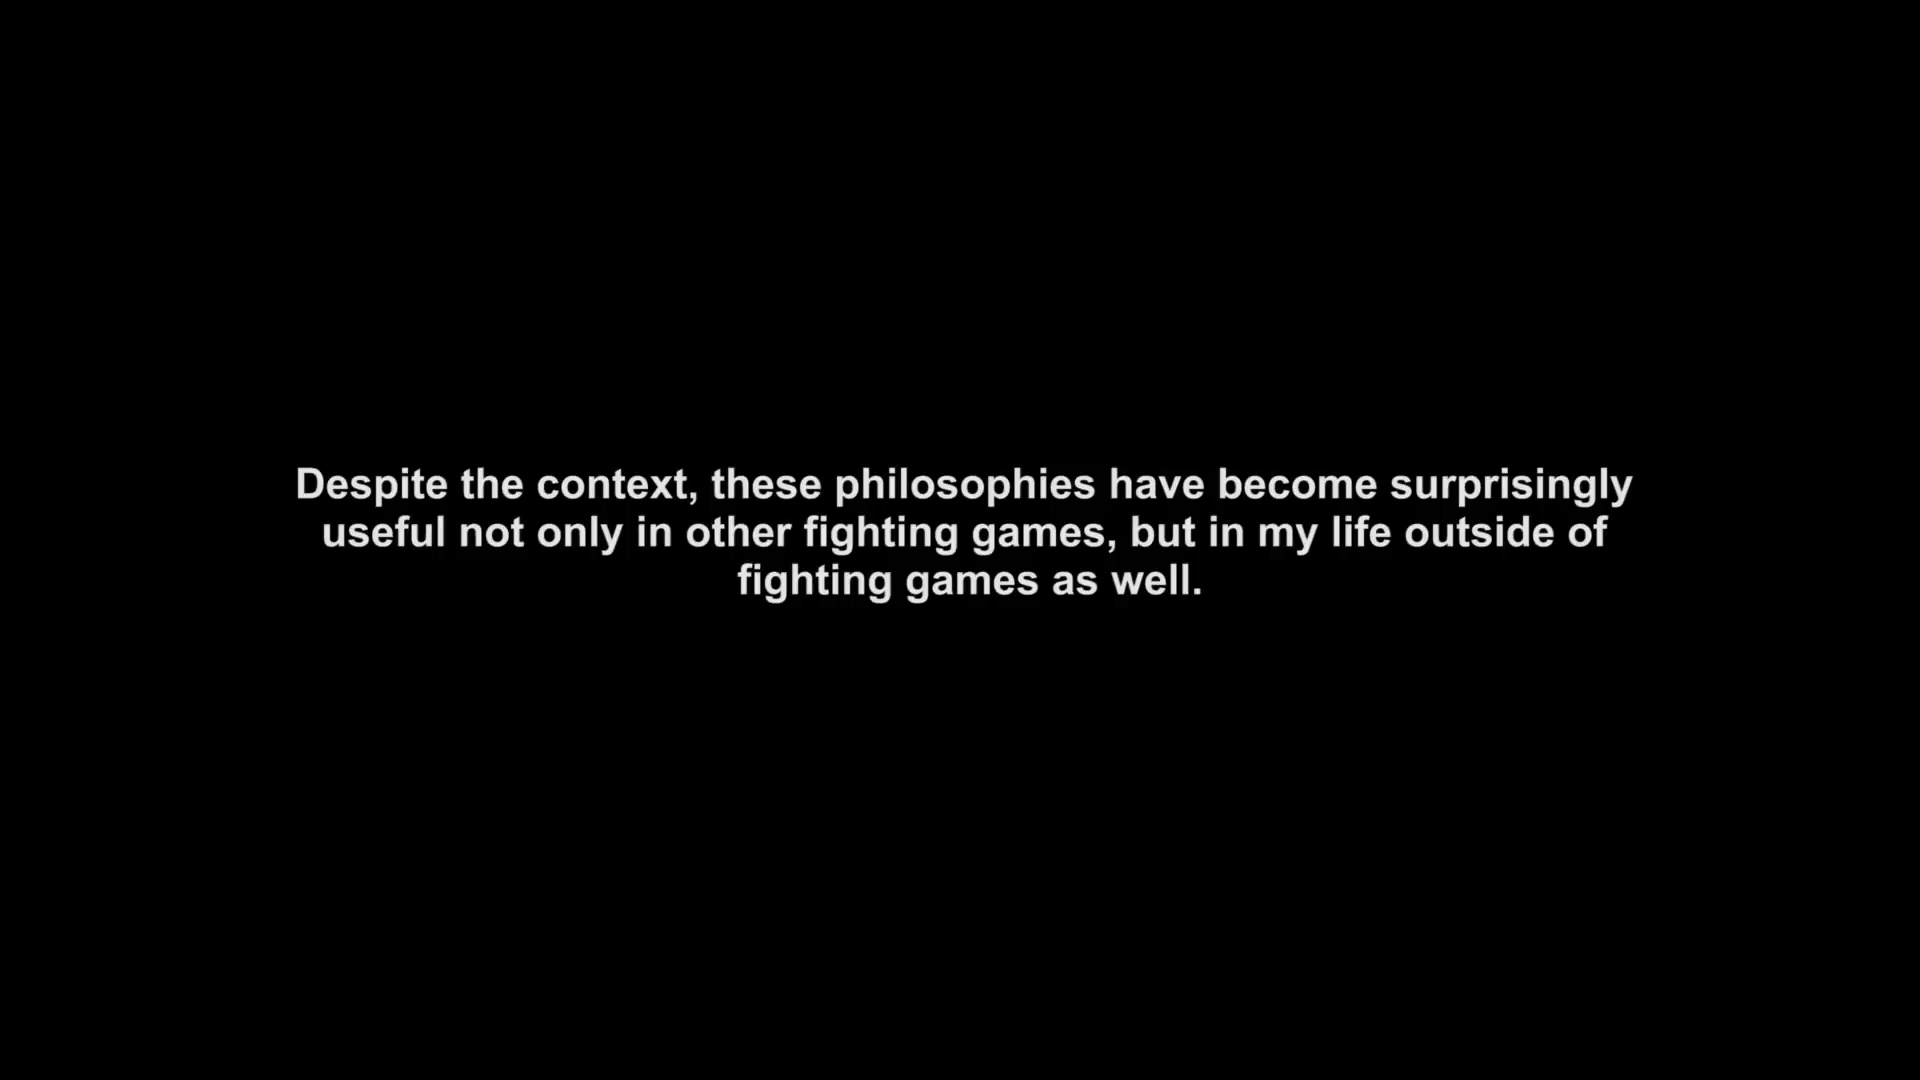 Despite the context, these philosophies have become surprisingly
useful not only in other fighting games, but in my life outside of
fighting games as well.